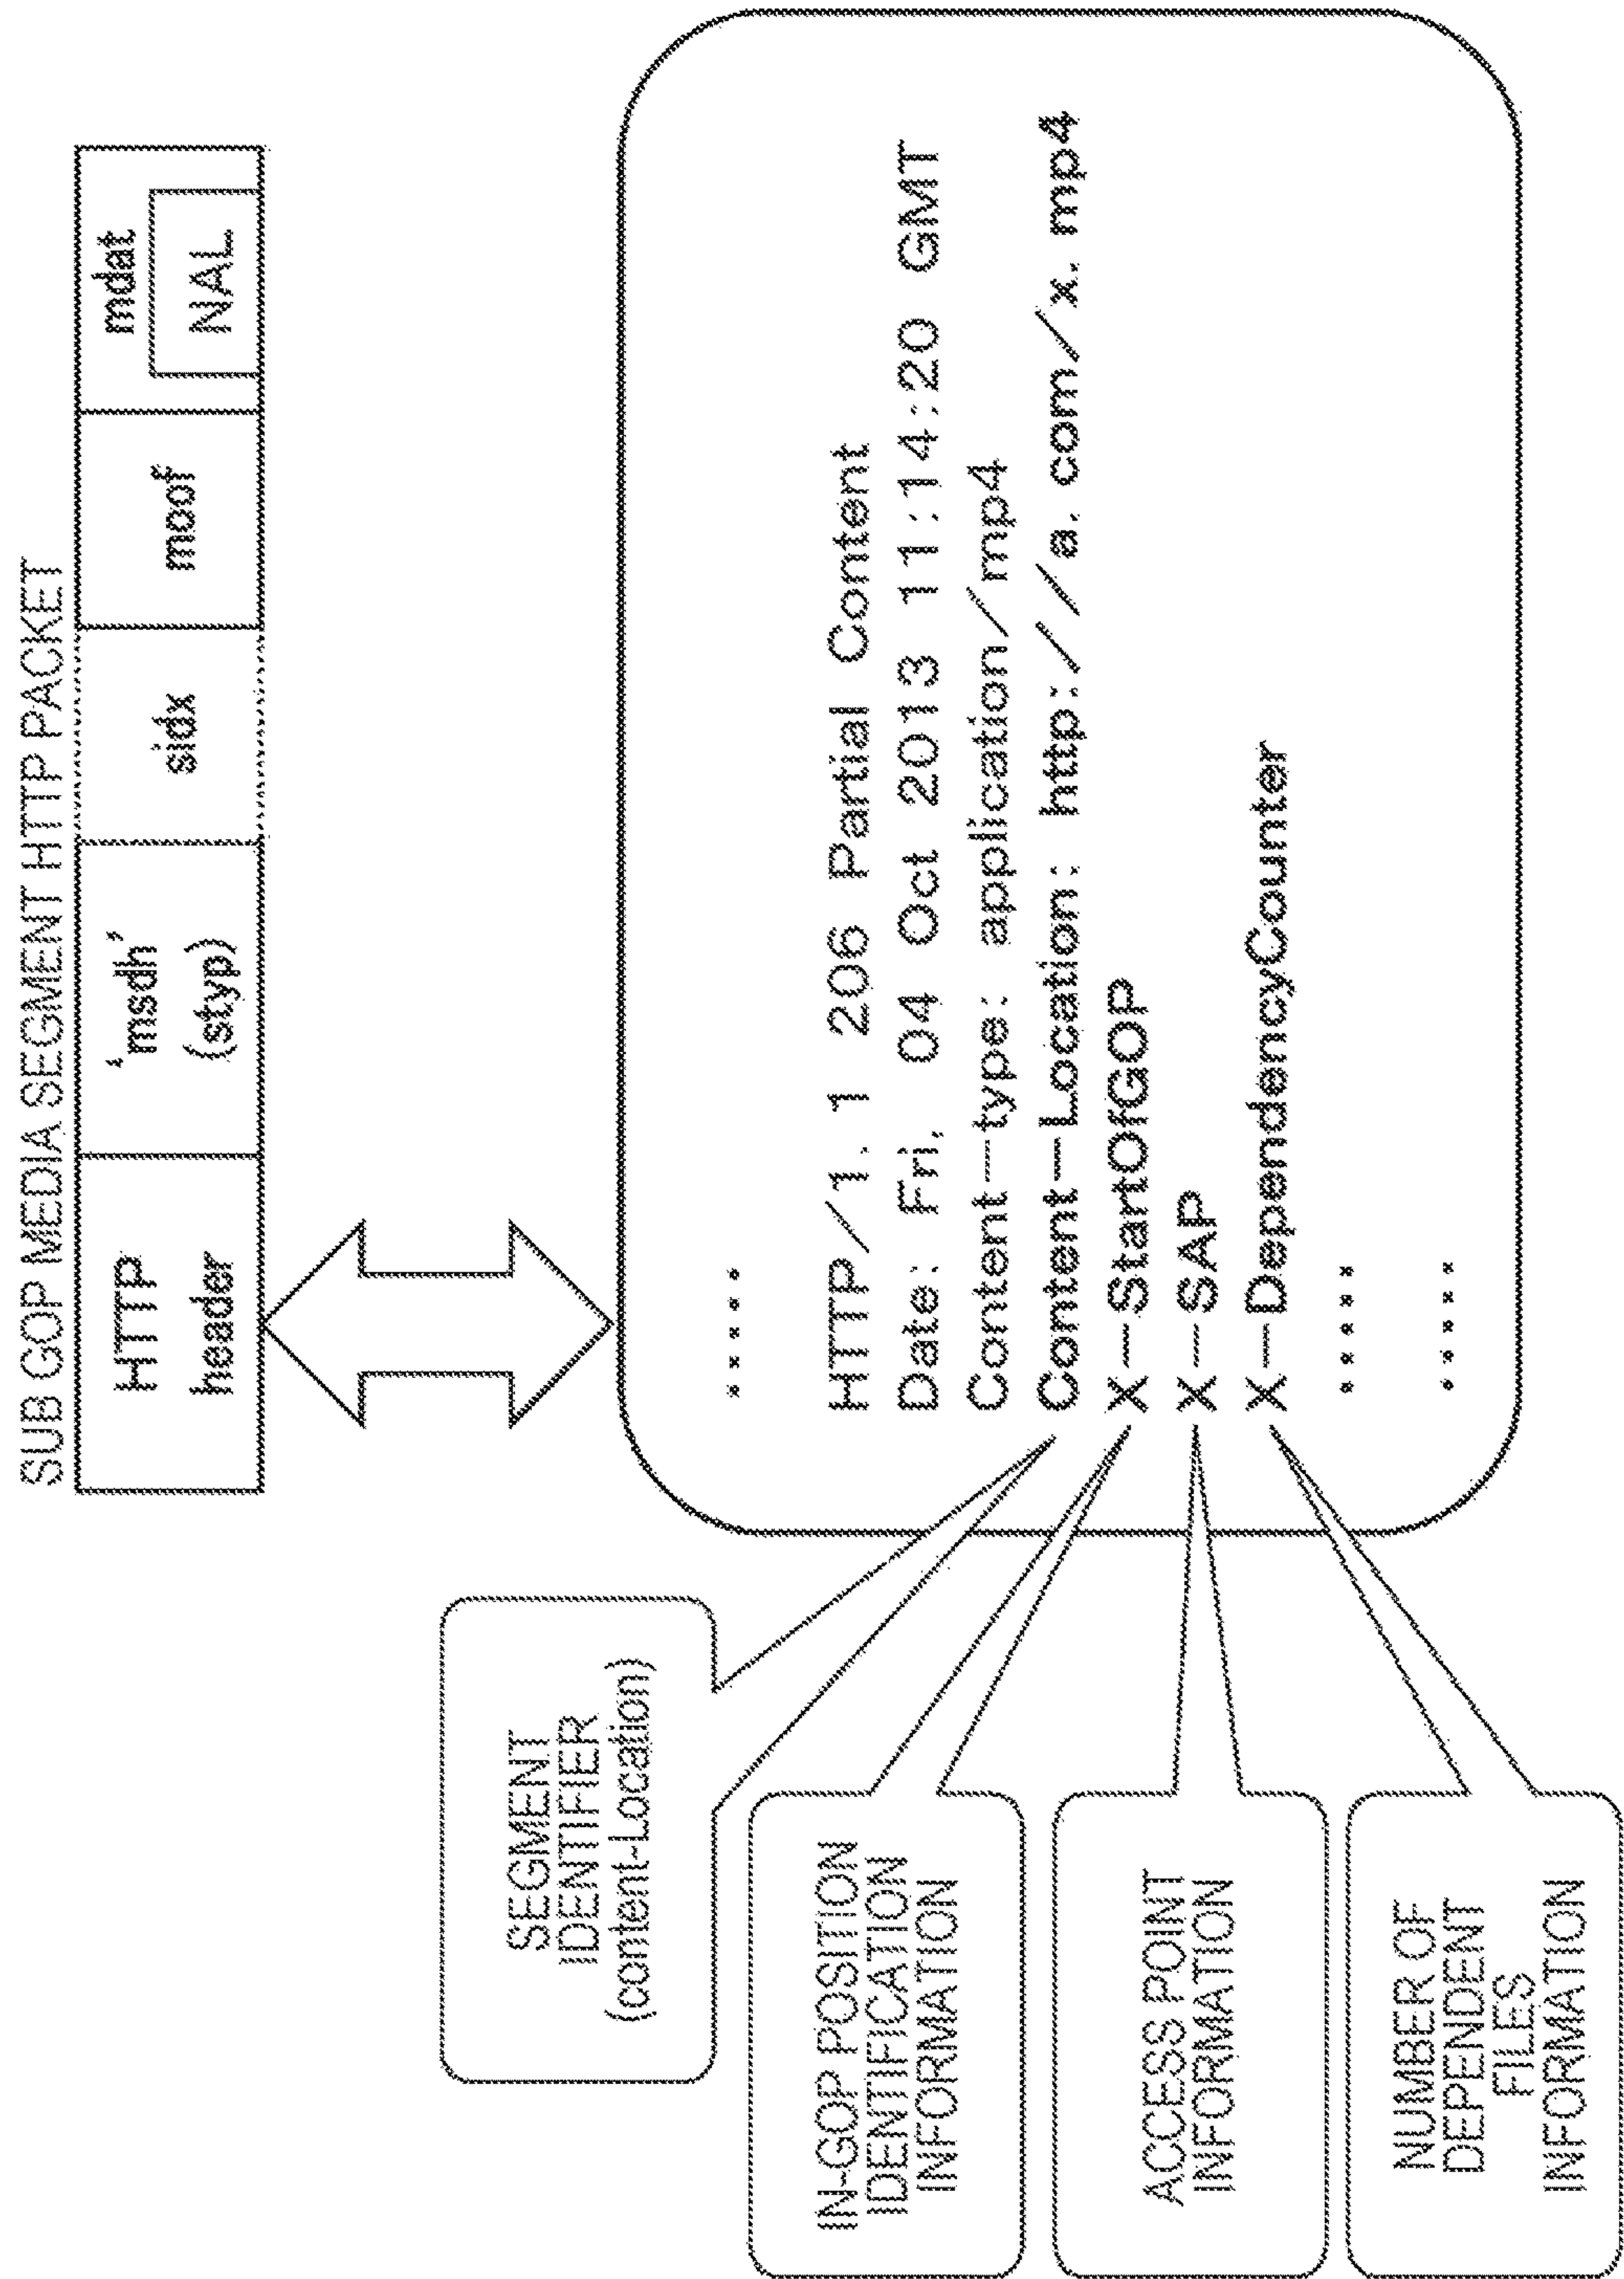 SUB GOP MEDIA SEGMENT HTTP PACKET
HTTP
header
'msdh'
(styp)
sidx
moof
mdat
NAL
.....
HTTP/1.1 206 Partial Content
Date: Fri, 04 Oct 2013 11:14:20 GMT
Content-type: application/mp4
Content-Location: http://a.com/x.mp4
X-StartOfGOP
X-SAP
X-DependencyCounter
.....
.....
SEGMENT
IDENTIFIER
(content-Location)
IN-GOP POSITION
IDENTIFICATION
INFORMATION
ACCESS POINT
INFORMATION
NUMBER OF
DEPENDENT
FILES
INFORMATION